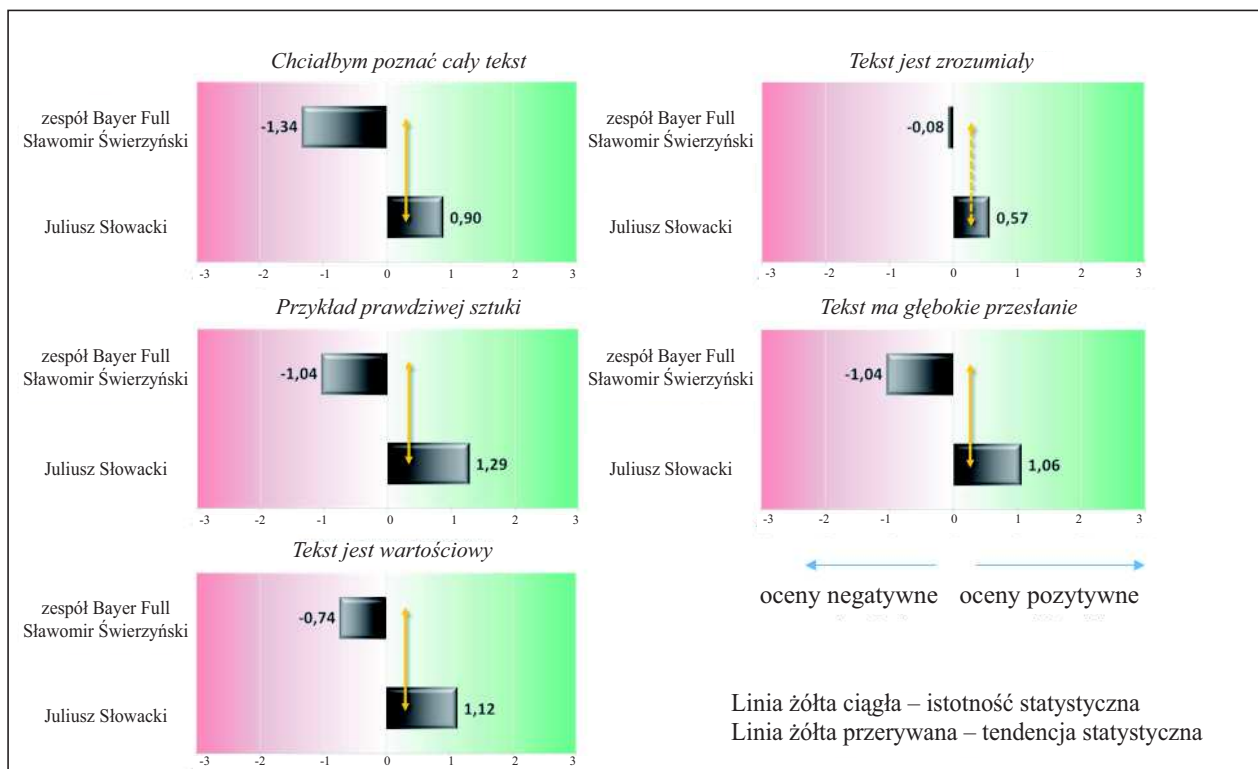 Chciałbym poznać cały tekst
zespół Bayer Full
Sławomir Świerzyński
-1,34
Juliusz Słowacki
0,90
-3 -2 -1 0 1 2 3
Tekst jest zrozumiały
zespół Bayer Full
Sławomir Świerzyński
-0,08
Juliusz Słowacki
0,57
-3 -2 -1 0 1 2 3
Przykład prawdziwej sztuki
zespół Bayer Full
Sławomir Świerzyński
-1,04
Juliusz Słowacki
1,29
-3 -2 -1 0 1 2 3
Tekst ma głębokie przesłanie
zespół Bayer Full
Sławomir Świerzyński
-1,04
Juliusz Słowacki
1,06
-3 -2 -1 0 1 2 3
Tekst jest wartościowy
zespół Bayer Full
Sławomir Świerzyński
-0,74
Juliusz Słowacki
1,12
-3 -2 -1 0 1 2 3
oceny negatywne oceny pozytywne
Linia żółta ciągła – istotność statystyczna
Linia żółta przerywana – tendencja statystyczna